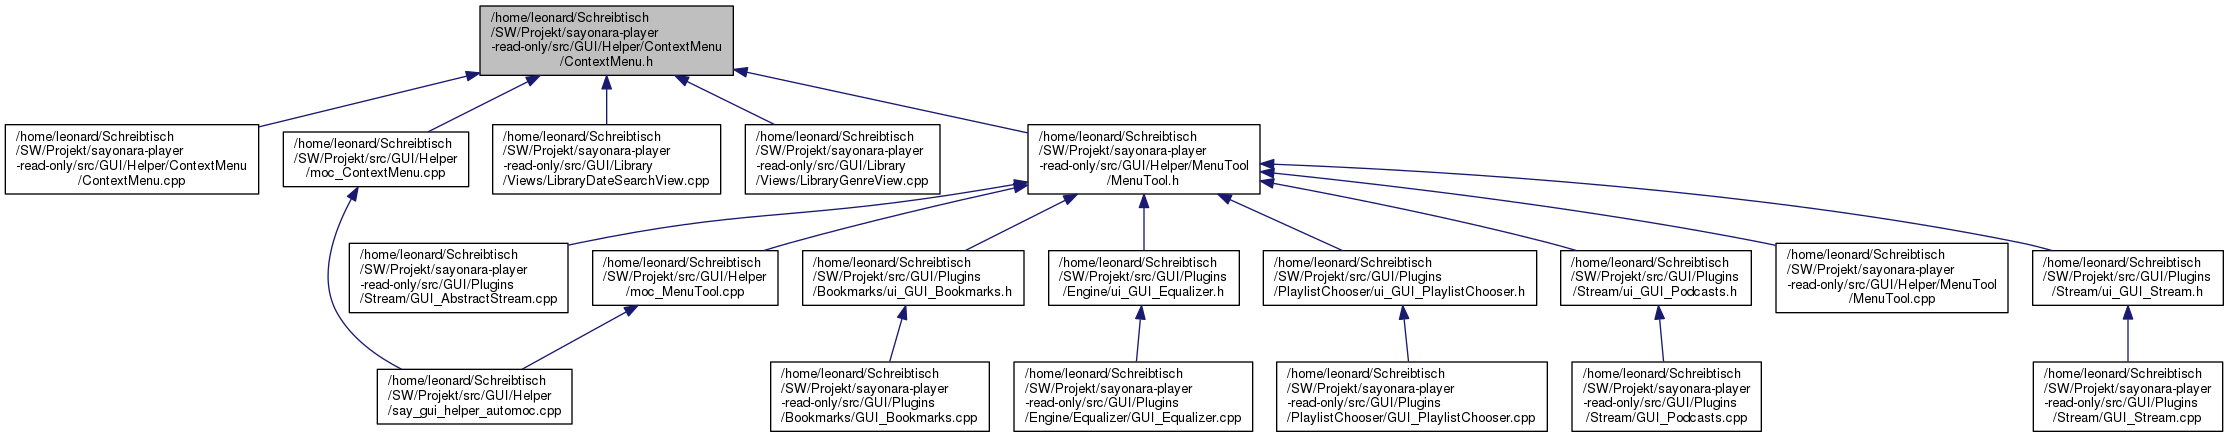 /home/leonard/Schreibtisch
/SW/Projekt/sayonara-player
-read-only/src/GUI/Helper/ContextMenu
/ContextMenu.h
/home/leonard/Schreibtisch
/SW/Projekt/sayonara-player
-read-only/src/GUI/Helper/ContextMenu
/ContextMenu.cpp
/home/leonard/Schreibtisch
/SW/Projekt/src/GUI/Helper
/moc_ContextMenu.cpp
/home/leonard/Schreibtisch
/SW/Projekt/sayonara-player
-read-only/src/GUI/Library
/Views/LibraryDateSearchView.cpp
/home/leonard/Schreibtisch
/SW/Projekt/sayonara-player
-read-only/src/GUI/Library
/Views/LibraryGenreView.cpp
/home/leonard/Schreibtisch
/SW/Projekt/sayonara-player
-read-only/src/GUI/Helper/MenuTool
/MenuTool.h
/home/leonard/Schreibtisch
/SW/Projekt/sayonara-player
-read-only/src/GUI/Plugins
/Stream/GUI_AbstractStream.cpp
/home/leonard/Schreibtisch
/SW/Projekt/src/GUI/Helper
/moc_MenuTool.cpp
/home/leonard/Schreibtisch
/SW/Projekt/src/GUI/Plugins
/Bookmarks/ui_GUI_Bookmarks.h
/home/leonard/Schreibtisch
/SW/Projekt/src/GUI/Plugins
/Engine/ui_GUI_Equalizer.h
/home/leonard/Schreibtisch
/SW/Projekt/src/GUI/Plugins
/PlaylistChooser/ui_GUI_PlaylistChooser.h
/home/leonard/Schreibtisch
/SW/Projekt/src/GUI/Plugins
/Stream/ui_GUI_Podcasts.h
/home/leonard/Schreibtisch
/SW/Projekt/sayonara-player
-read-only/src/GUI/Helper/MenuTool
/MenuTool.cpp
/home/leonard/Schreibtisch
/SW/Projekt/src/GUI/Plugins
/Stream/ui_GUI_Stream.h
/home/leonard/Schreibtisch
/SW/Projekt/src/GUI/Helper
/say_gui_helper_automoc.cpp
/home/leonard/Schreibtisch
/SW/Projekt/sayonara-player
-read-only/src/GUI/Plugins
/Bookmarks/GUI_Bookmarks.cpp
/home/leonard/Schreibtisch
/SW/Projekt/sayonara-player
-read-only/src/GUI/Plugins
/Engine/Equalizer/GUI_Equalizer.cpp
/home/leonard/Schreibtisch
/SW/Projekt/sayonara-player
-read-only/src/GUI/Plugins
/PlaylistChooser/GUI_PlaylistChooser.cpp
/home/leonard/Schreibtisch
/SW/Projekt/sayonara-player
-read-only/src/GUI/Plugins
/Stream/GUI_Podcasts.cpp
/home/leonard/Schreibtisch
/SW/Projekt/sayonara-player
-read-only/src/GUI/Plugins
/Stream/GUI_Stream.cpp